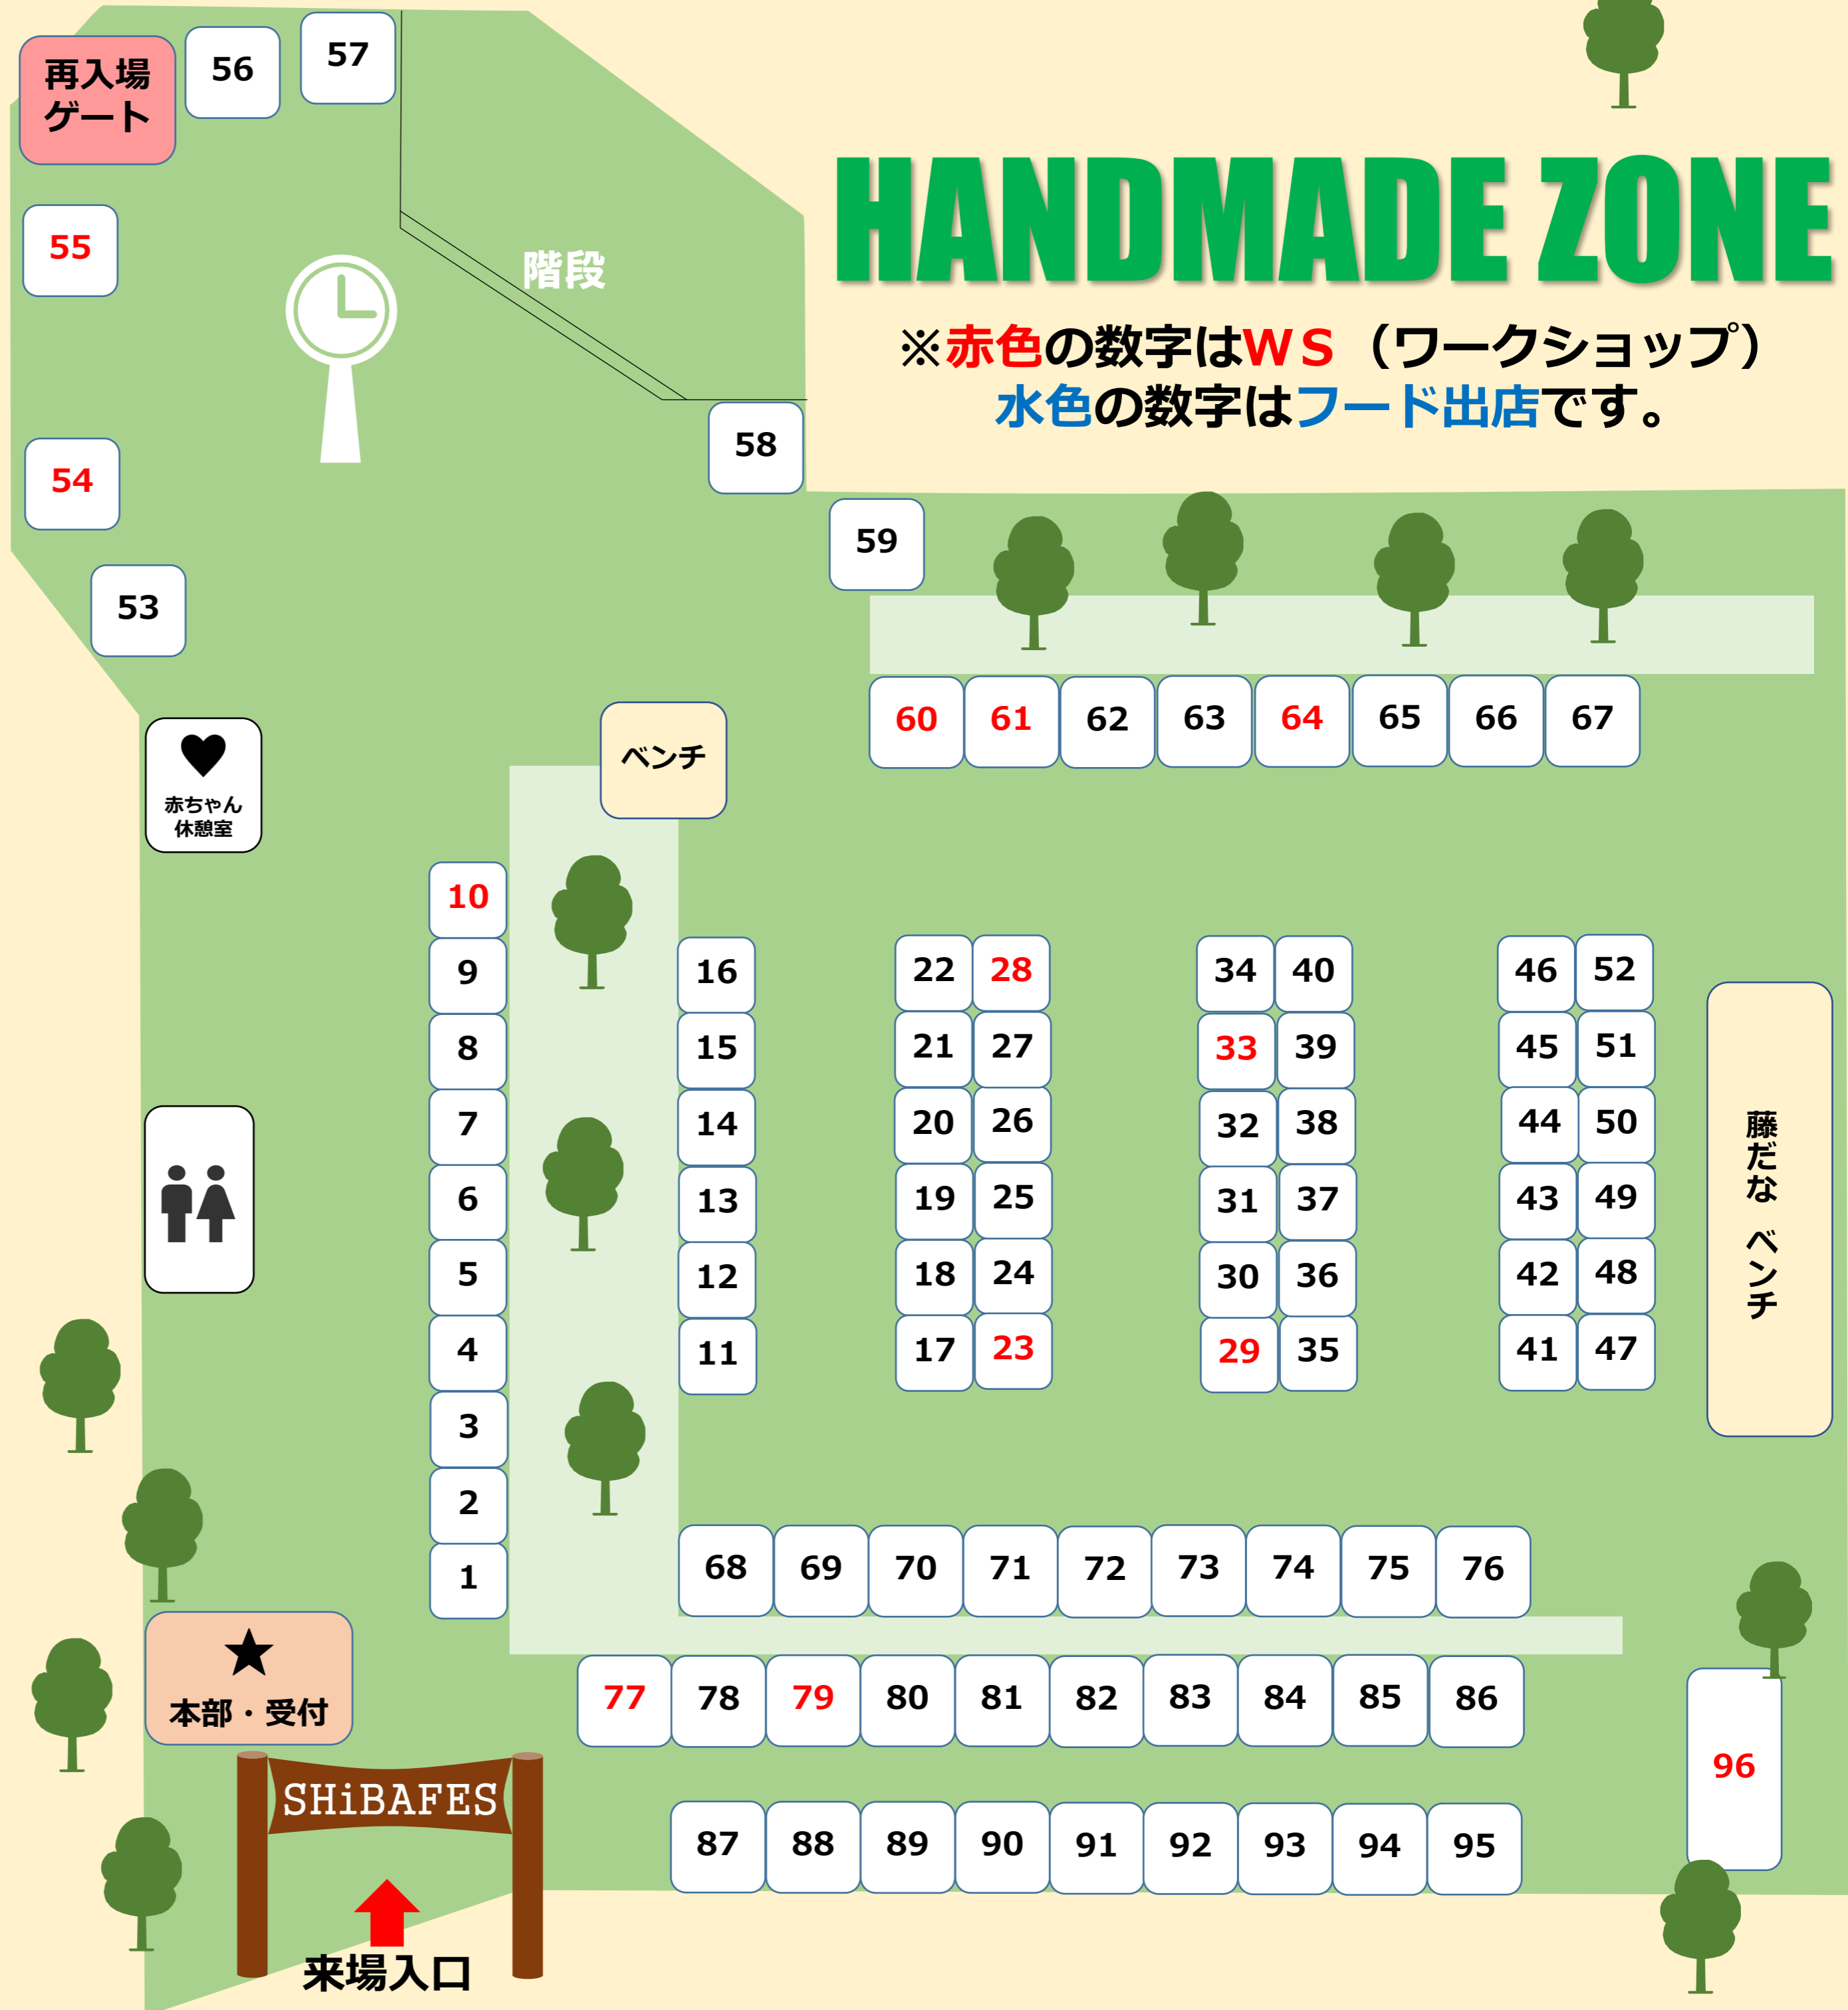 再入場
ゲート
56
57
55
階段
HANDMADE ZONE
※赤色の数字はWS（ワークショップ）
水色の数字はフード出店です。
54
58
59
53
60 61 62 63 64 65 66 67
ベンチ
赤ちゃん
休憩室
10
9 16 22 28 34 40 46 52
8 15 21 27 33 39 45 51
7 14 20 26 32 38 44 50
6 13 19 25 31 37 43 49
5 12 18 24 30 36 42 48
4 11 17 23 29 35 41 47
藤だな ベンチ
3
2
1
68 69 70 71 72 73 74 75 76
本部・受付
77 78 79 80 81 82 83 84 85 86
96
SHiBAFES
87 88 89 90 91 92 93 94 95
来場入口